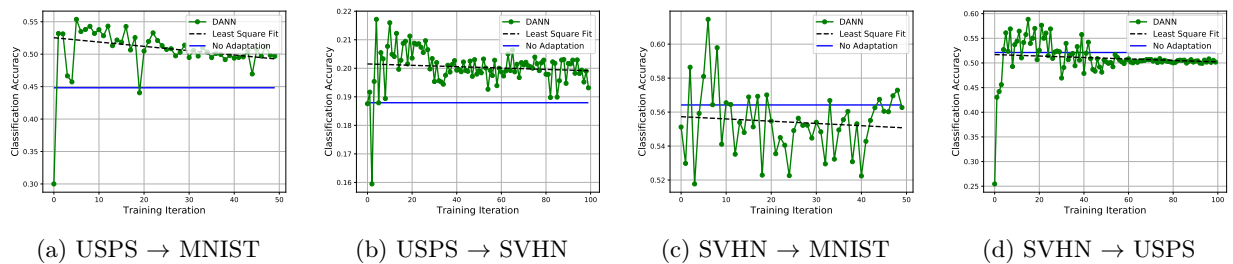 0.55
0.50
0.45
0.40
0.35
0.30
Classification Accuracy
0 10 20 30 40 50
Training Iteration
DANN
Least Square Fit
No Adaptation
(a) USPS → MNIST
0.22
0.21
0.20
0.19
0.18
0.17
0.16
Classification Accuracy
0 20 40 60 80 100
Training Iteration
DANN
Least Square Fit
No Adaptation
(b) USPS → SVHN
0.60
0.58
0.56
0.54
0.52
Classification Accuracy
0 10 20 30 40 50
Training Iteration
DANN
Least Square Fit
No Adaptation
(c) SVHN → MNIST
0.60
0.55
0.50
0.45
0.40
0.35
0.30
0.25
Classification Accuracy
0 20 40 60 80 100
Training Iteration
DANN
Least Square Fit
No Adaptation
(d) SVHN → USPS